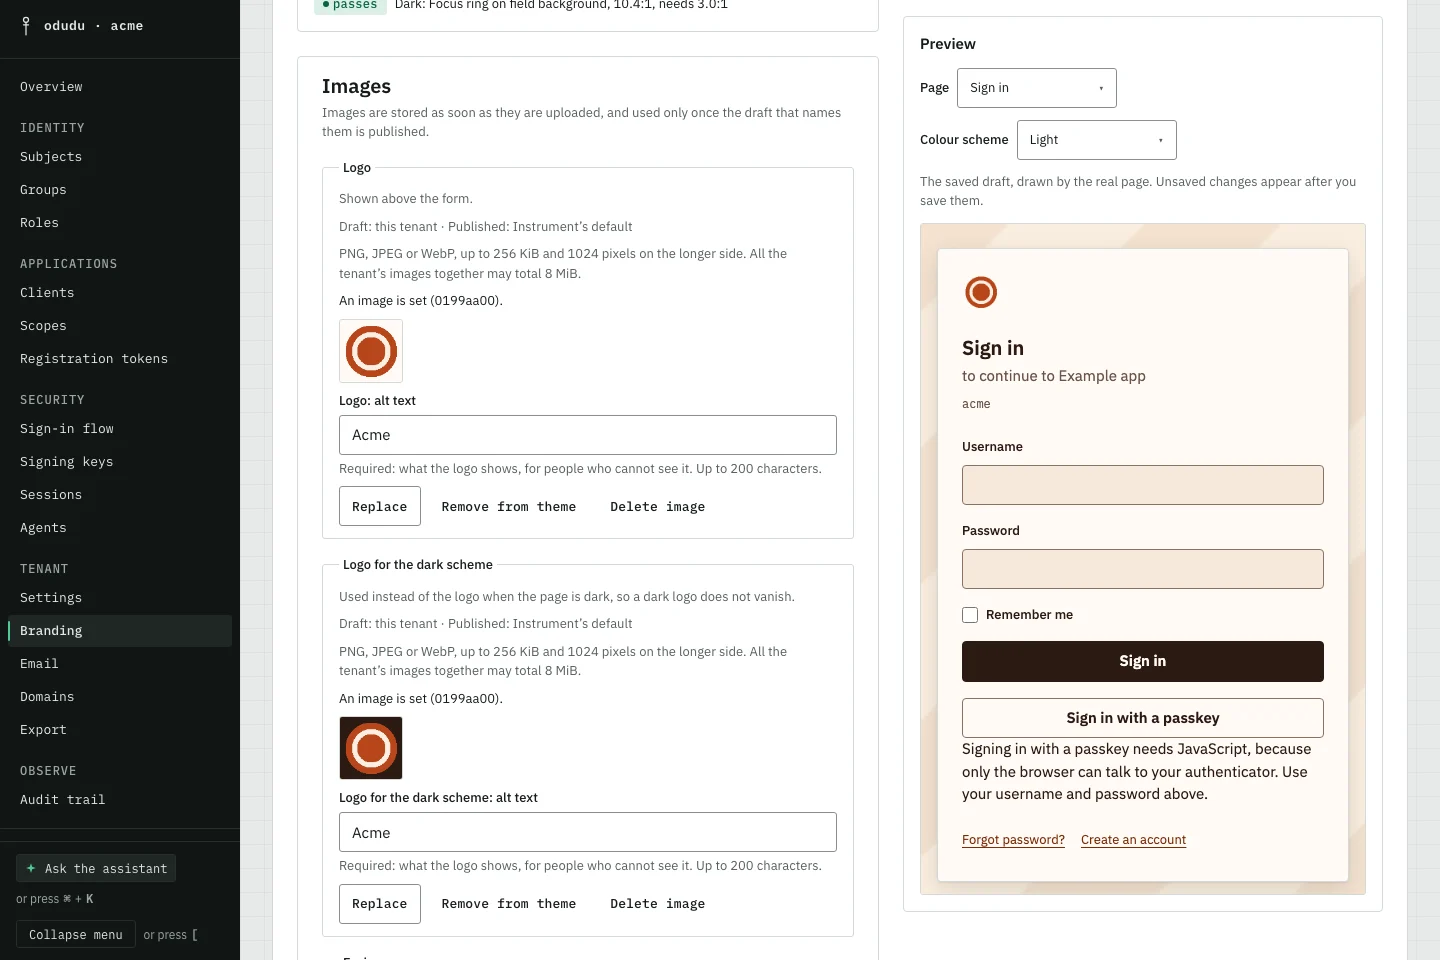 odudu · acme
Overview
IDENTITY
Subjects
Groups
Roles
APPLICATIONS
Clients
Scopes
Registration tokens
SECURITY
Sign-in flow
Signing keys
Sessions
Agents
TENANT
Settings
Branding
Email
Domains
Export
OBSERVE
Audit trail
Ask the assistant
or press ⌘ + K
Collapse menu or press [
passes Dark: Focus ring on field background, 10.4:1, needs 3.0:1
Images
Images are stored as soon as they are uploaded, and used only once the draft that names
them is published.
Logo
Shown above the form.
Draft: this tenant · Published: Instrument’s default
PNG, JPEG or WebP, up to 256 KiB and 1024 pixels on the longer side. All the
tenant’s images together may total 8 MiB.
An image is set (0199aa00).
Logo: alt text
Acme
Required: what the logo shows, for people who cannot see it. Up to 200 characters.
Replace Remove from theme Delete image
Logo for the dark scheme
Used instead of the logo when the page is dark, so a dark logo does not vanish.
Draft: this tenant · Published: Instrument’s default
PNG, JPEG or WebP, up to 256 KiB and 1024 pixels on the longer side. All the
tenant’s images together may total 8 MiB.
An image is set (0199aa00).
Logo for the dark scheme: alt text
Acme
Required: what the logo shows, for people who cannot see it. Up to 200 characters.
Replace Remove from theme Delete image
Preview
Page Sign in
Colour scheme Light
The saved draft, drawn by the real page. Unsaved changes appear after you
save them.
Sign in
to continue to Example app
acme
Username
Password
Remember me
Sign in
Sign in with a passkey
Signing in with a passkey needs JavaScript, because
only the browser can talk to your authenticator. Use
your username and password above.
Forgot password? Create an account